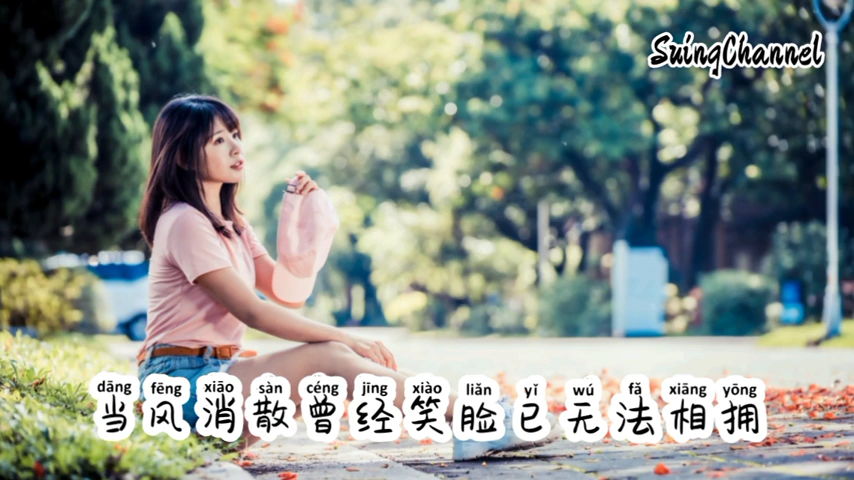 SuingChannel
dāng fēng xiāo sàn céng jīng xiào liǎn yǐ wú fǎ xiāng yōng
当风消散曾经笑脸已无法相拥